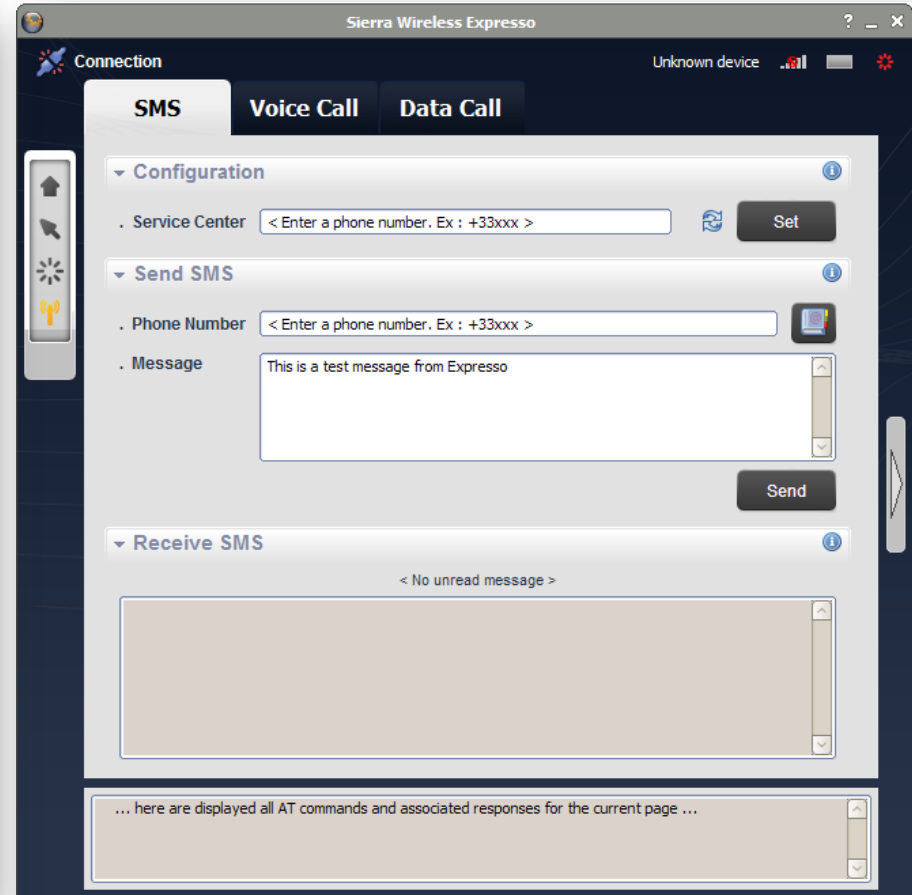 Sierra Wireless Expresso
? _ X
Connection
Unknown device
SMS Voice Call Data Call
Configuration
. Service Center < Enter a phone number. Ex : +33xxx > Set
Send SMS
. Phone Number < Enter a phone number. Ex : +33xxx >
. Message This is a test message from Expresso
Send
Receive SMS
< No unread message >
... here are displayed all AT commands and associated responses for the current page ...